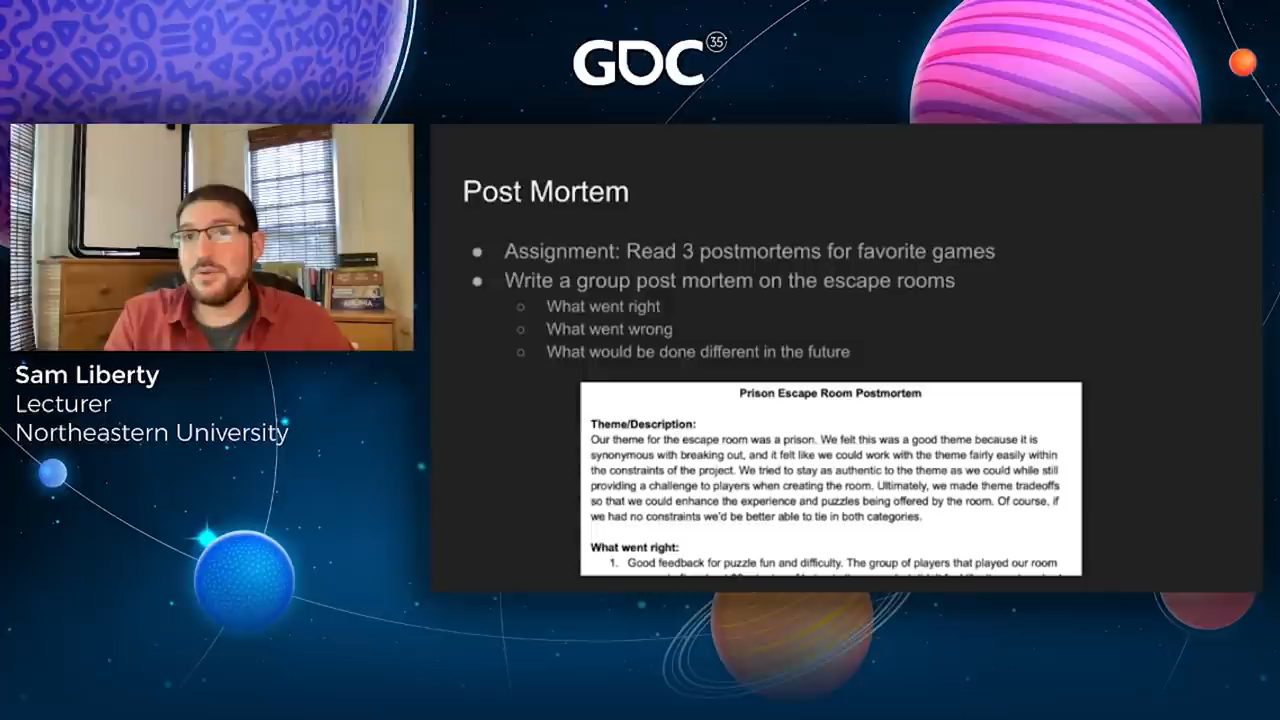 GDC 35
Post Mortem
Assignment: Read 3 postmortems for favorite games
Write a group post mortem on the escape rooms
What went right
What went wrong
What would be done different in the future
Sam Liberty
Lecturer
Northeastern University
Prison Escape Room Postmortem
Theme/Description:
Our theme for the escape room was a prison. We felt this was a good theme because it is
synonymous with breaking out, and it felt like we could work with the theme fairly easily within
the constraints of the project. We tried to stay as authentic to the theme as we could while still
providing a challenge to players when creating the room. Ultimately, we made theme tradeoffs
so that we could enhance the experience and puzzles being offered by the room. Of course, if
we had no constraints we'd be better able to tie in both categories.
What went right:
1. Good feedback for puzzle fun and difficulty. The group of players that played our room